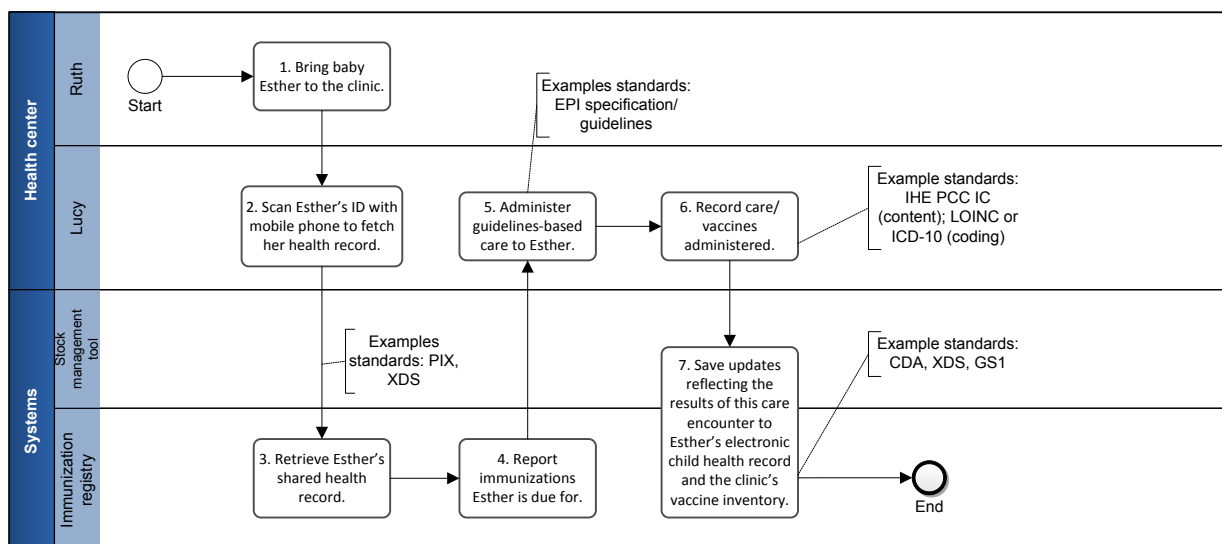 Health center
Ruth
Start
1. Bring baby
Esther to the clinic.
Examples standards:
EPI specification/
guidelines
Lucy
2. Scan Esther’s ID with
mobile phone to fetch
her health record.
5. Administer
guidelines-based
care to Esther.
6. Record care/
vaccines
administered.
Example standards:
IHE PCC IC
(content); LOINC or
ICD-10 (coding)
Systems
Stock
management
tool
Examples
standards: PIX,
XDS
7. Save updates
reflecting the
results of this care
encounter to
Esther’s electronic
child health record
and the clinic’s
vaccine inventory.
Example standards:
CDA, XDS, GS1
Immunization
registry
3. Retrieve Esther’s
shared health
record.
4. Report
immunizations
Esther is due for.
End